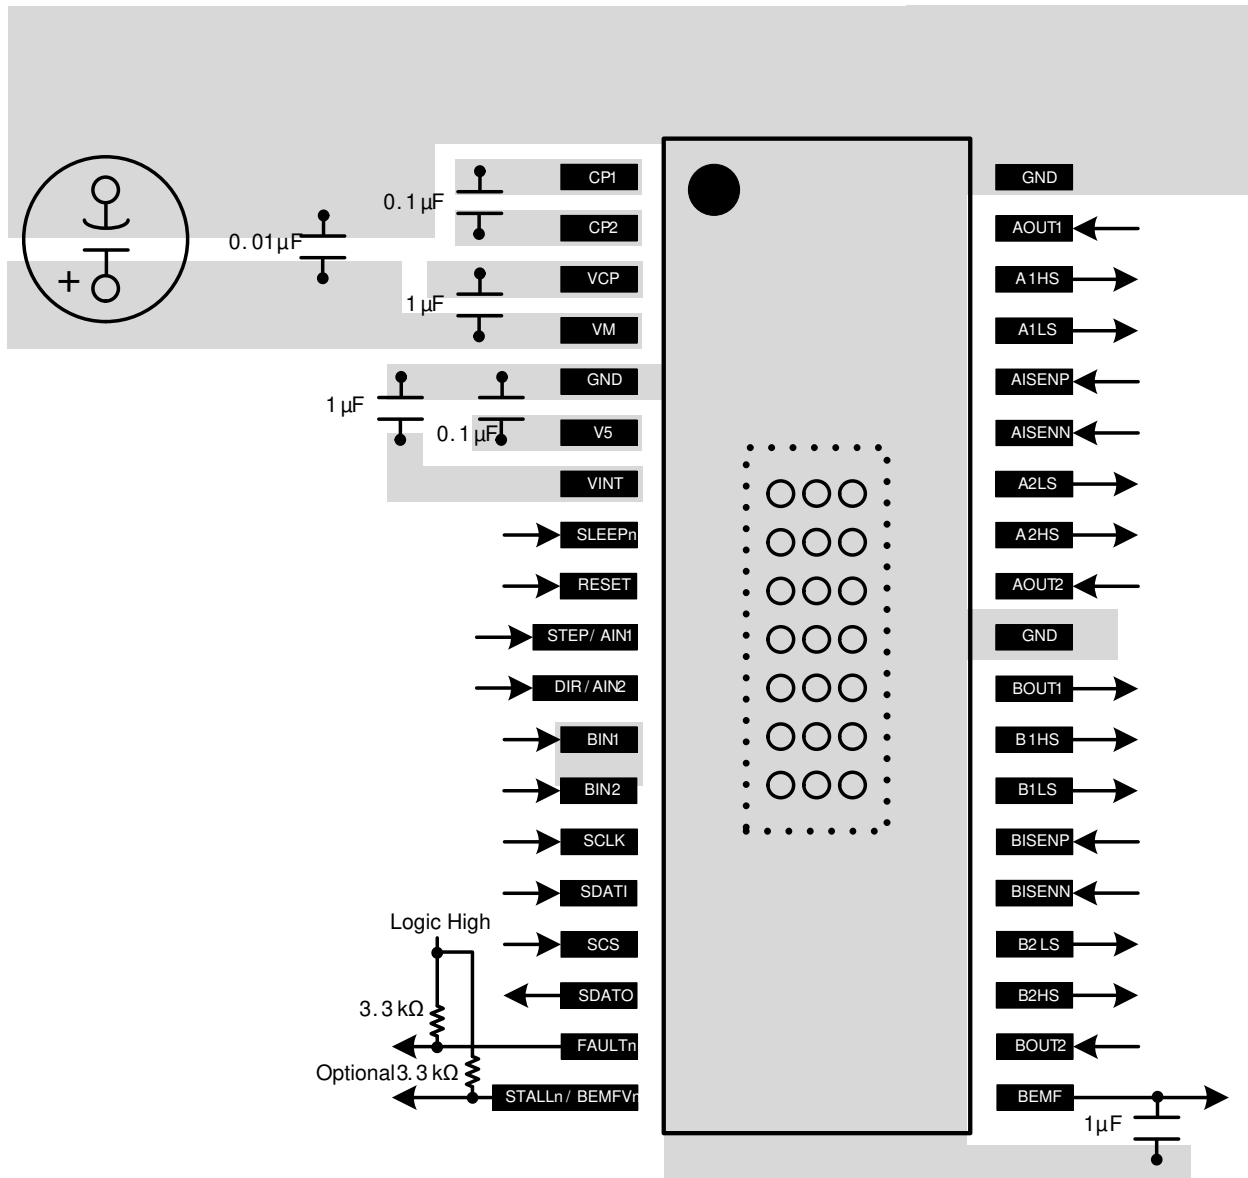 CP1
0.1µF
CP2
0.01µF
+
VCP
1µF
VM
GND
1µF
0.1µF
V5
VINT
SLEEPn
RESET
STEP/ AIN1
DIR/AIN2
BIN1
BIN2
SCLK
SDATI
Logic High
SCS
SDATO
3.3kΩ
FAULTn
Optional3.3kΩ
STALLn/ BEMFVn
GND
AOUT1
A1HS
A1LS
AISENP
AISENN
A2LS
A2HS
AOUT2
GND
BOUT1
B1HS
B1LS
BISENP
BISENN
B2LS
B2HS
BOUT2
BEMF
1µF